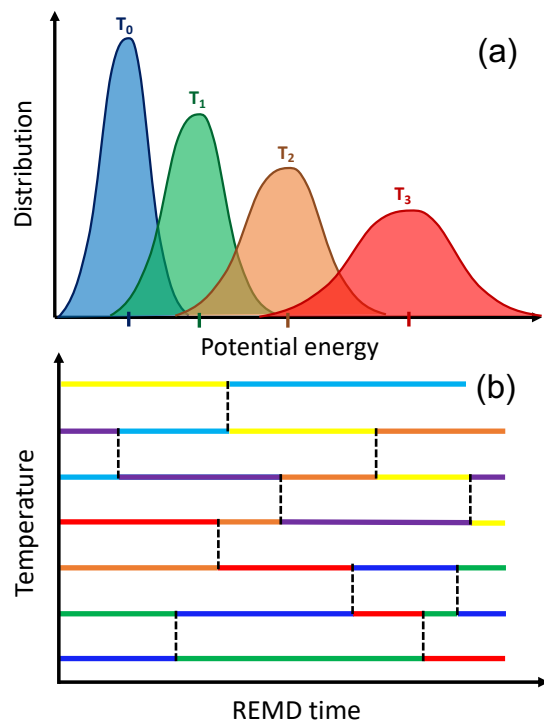 (a)
T₀
T₁
T₂
T₃
Distribution
Potential energy
(b)
Temperature
REMD time